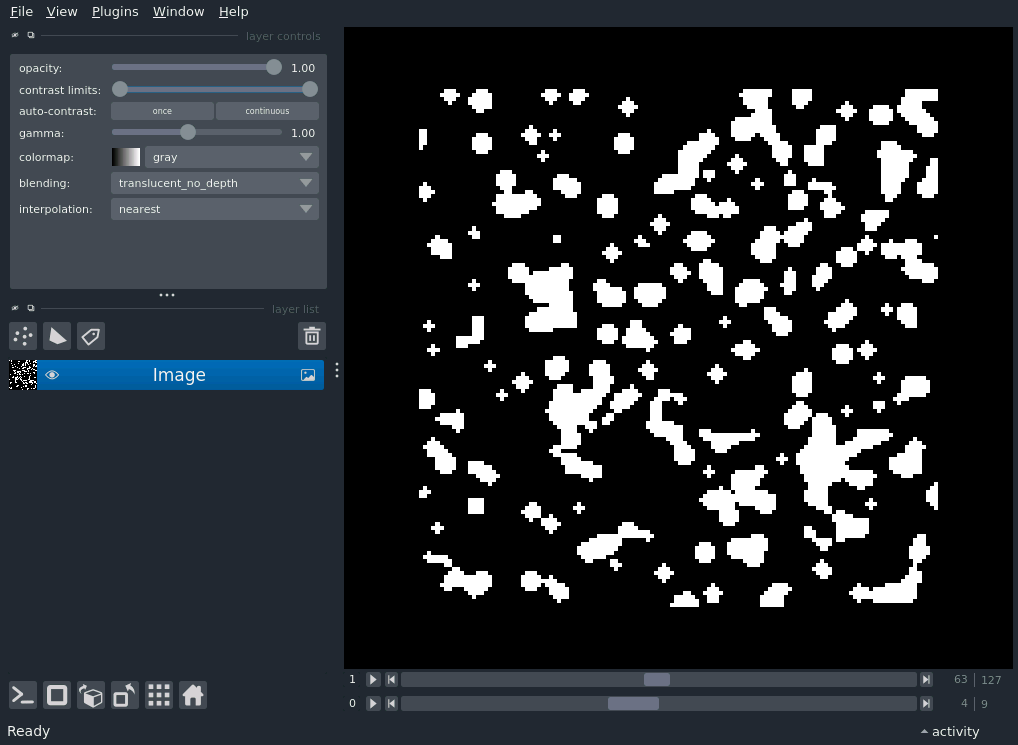 File View Plugins Window Help
layer controls
opacity: 1.00
contrast limits:
auto-contrast: once continuous
gamma: 1.00
colormap: gray
blending: translucent_no_depth
interpolation: nearest
layer list
Image
1 63 127
0 4 9
Ready activity